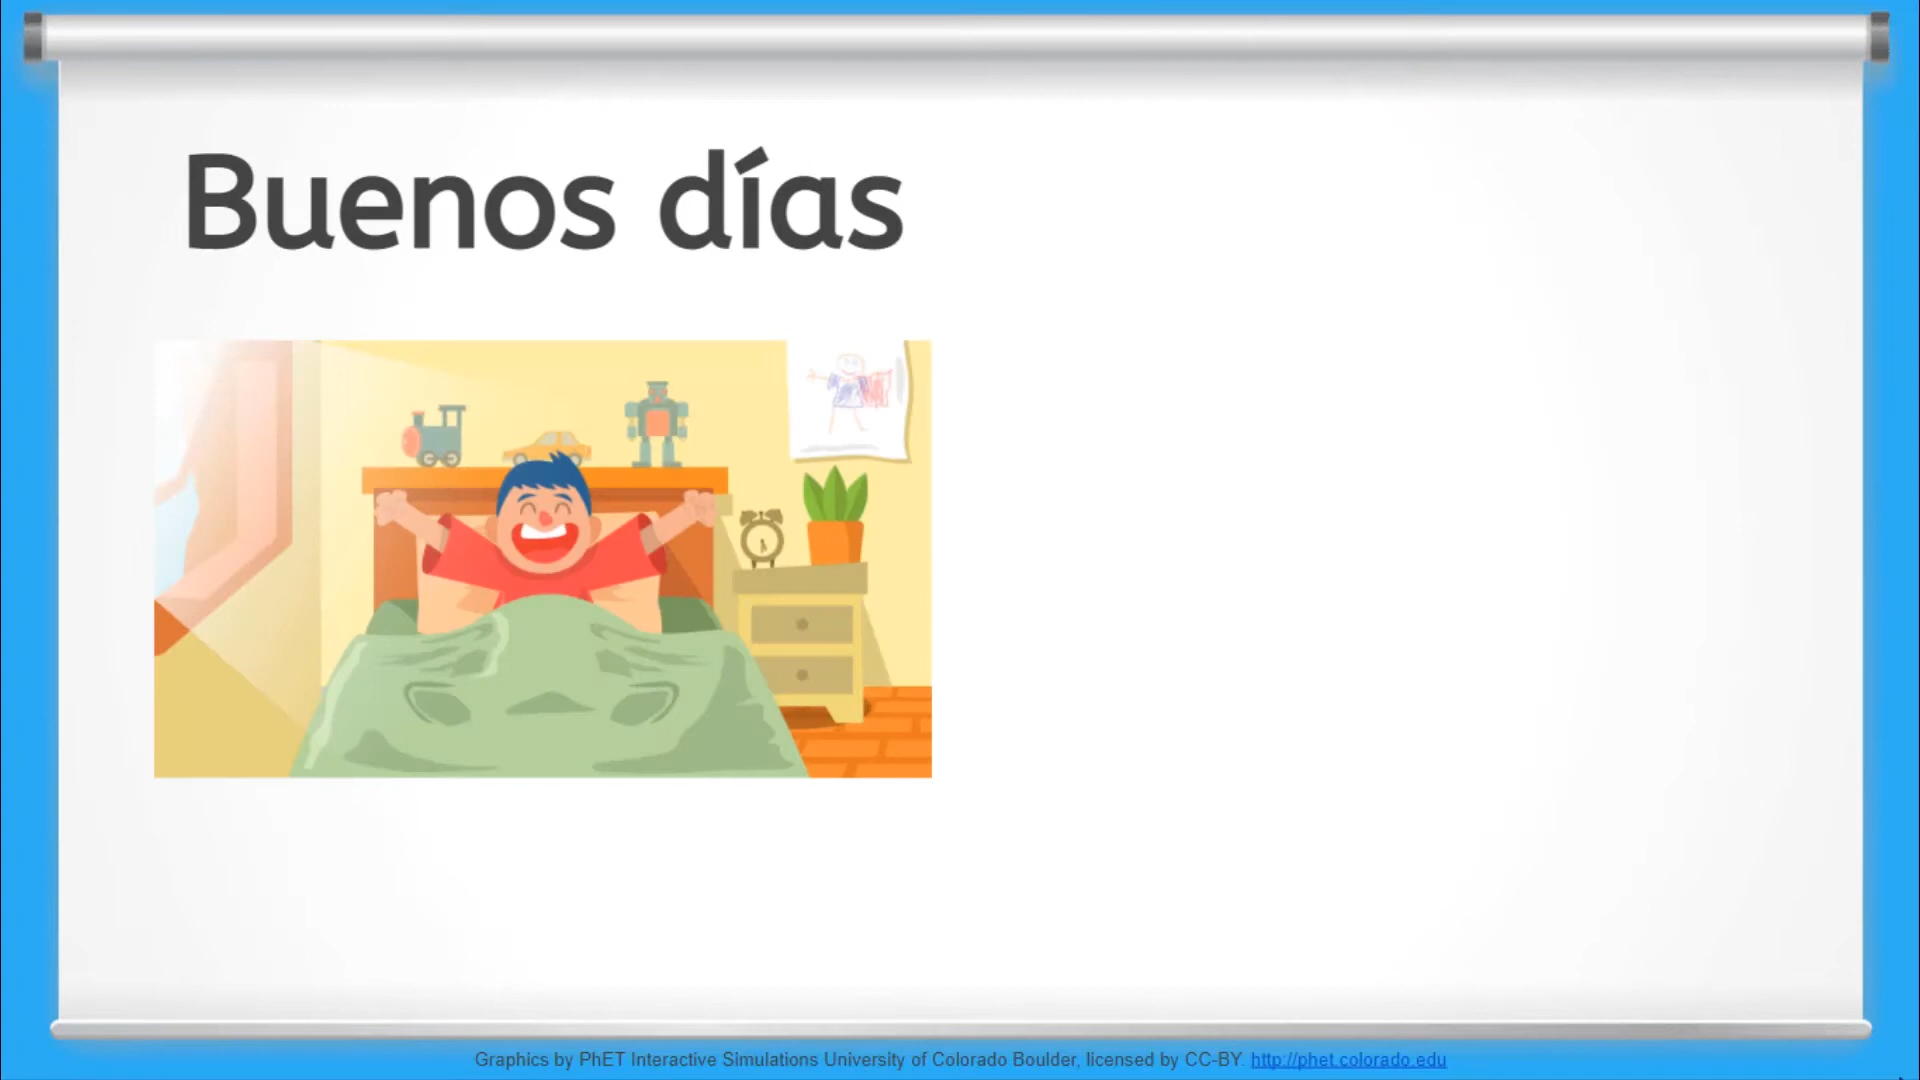 Buenos días
Graphics by PhET Interactive Simulations University of Colorado Boulder, licensed by CC-BY. http://phet.colorado.edu